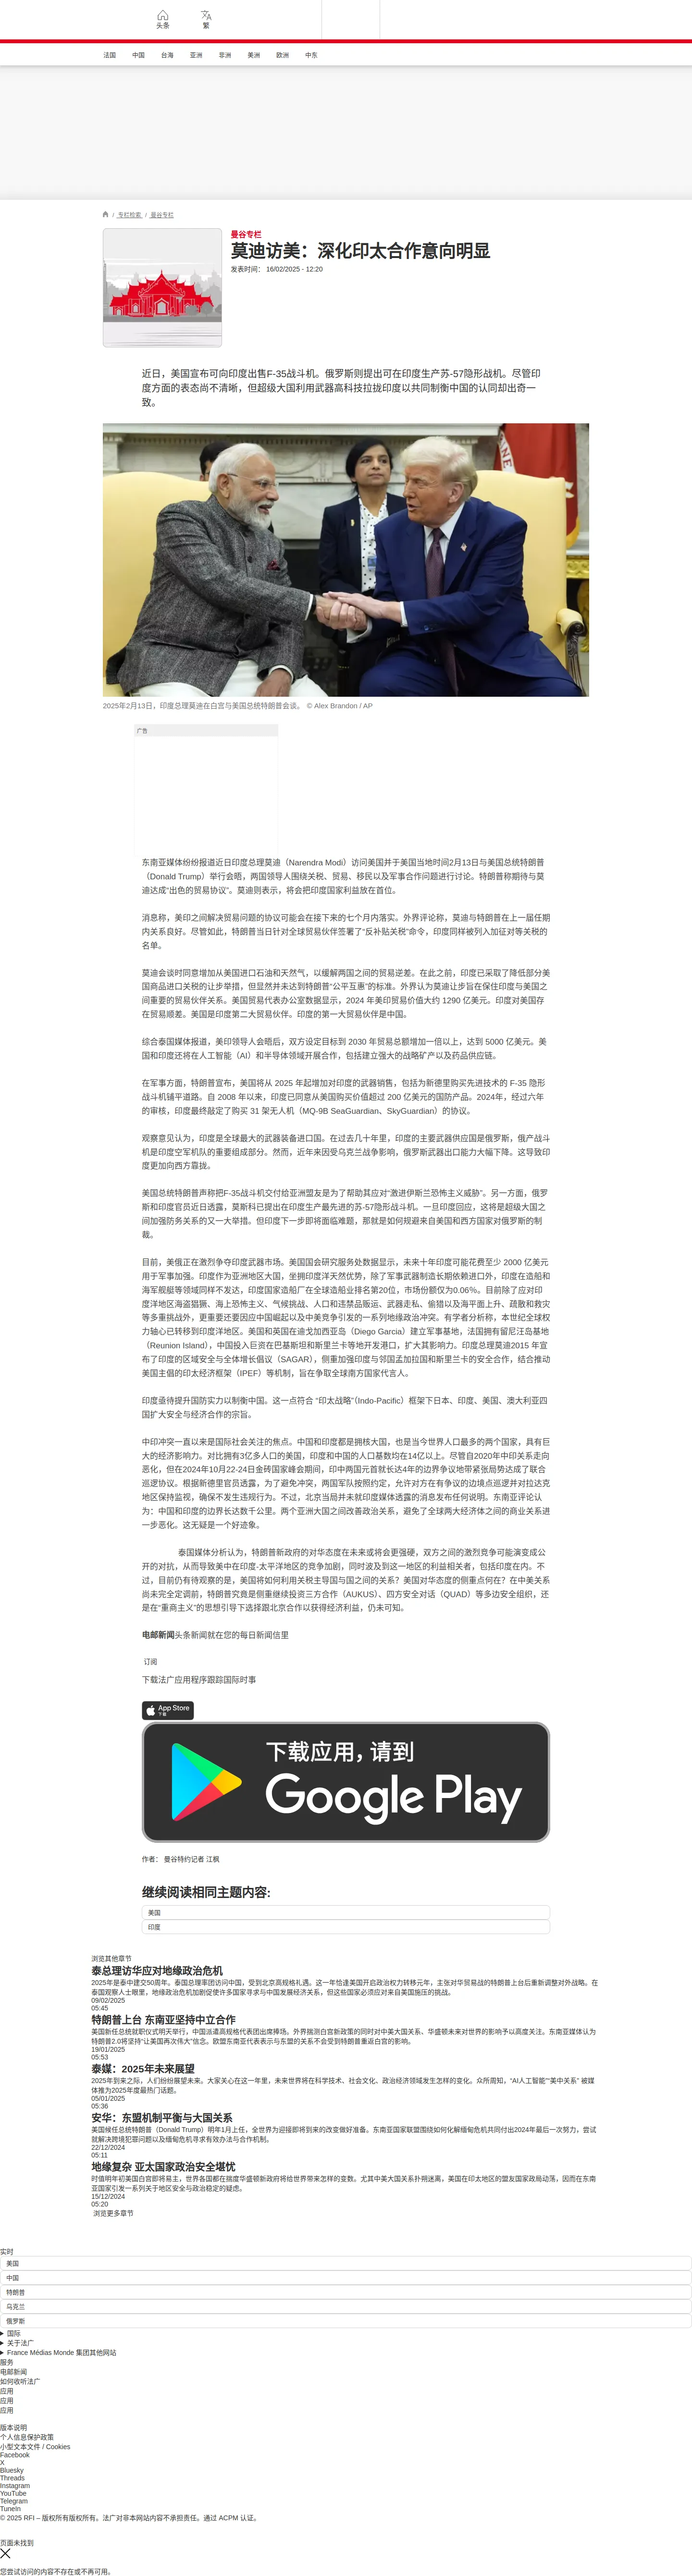 头条
繁
法国
中国
台海
亚洲
非洲
美洲
欧洲
中东
/ 专栏检索 / 曼谷专栏
曼谷专栏
莫迪访美：深化印太合作意向明显
发表时间： 16/02/2025 - 12:20
近日，美国宣布可向印度出售F-35战斗机。俄罗斯则提出可在印度生产苏-57隐形战机。尽管印
度方面的表态尚不清晰，但超级大国利用武器高科技拉拢印度以共同制衡中国的认同却出奇一
致。
2025年2月13日，印度总理莫迪在白宫与美国总统特朗普会谈。 © Alex Brandon / AP
广告
东南亚媒体纷纷报道近日印度总理莫迪（Narendra Modi）访问美国并于美国当地时间2月13日与美国总统特朗普
（Donald Trump）举行会晤，两国领导人围绕关税、贸易、移民以及军事合作问题进行讨论。特朗普称期待与莫
迪达成“出色的贸易协议”。莫迪则表示，将会把印度国家利益放在首位。
消息称，美印之间解决贸易问题的协议可能会在接下来的七个月内落实。外界评论称，莫迪与特朗普在上一届任期
内关系良好。尽管如此，特朗普当日针对全球贸易伙伴签署了“反补贴关税”命令，印度同样被列入加征对等关税的
名单。
莫迪会谈时同意增加从美国进口石油和天然气，以缓解两国之间的贸易逆差。在此之前，印度已采取了降低部分美
国商品进口关税的让步举措，但显然并未达到特朗普“公平互惠”的标准。外界认为莫迪让步旨在保住印度与美国之
间重要的贸易伙伴关系。美国贸易代表办公室数据显示，2024 年美印贸易价值大约 1290 亿美元。印度对美国存
在贸易顺差。美国是印度第二大贸易伙伴。印度的第一大贸易伙伴是中国。
综合泰国媒体报道，美印领导人会晤后，双方设定目标到 2030 年贸易总额增加一倍以上，达到 5000 亿美元。美
国和印度还将在人工智能（AI）和半导体领域开展合作，包括建立强大的战略矿产以及药品供应链。
在军事方面，特朗普宣布，美国将从 2025 年起增加对印度的武器销售，包括为新德里购买先进技术的 F-35 隐形
战斗机铺平道路。自 2008 年以来，印度已同意从美国购买价值超过 200 亿美元的国防产品。2024年，经过六年
的审核，印度最终敲定了购买 31 架无人机（MQ-9B SeaGuardian、SkyGuardian）的协议。
观察意见认为，印度是全球最大的武器装备进口国。在过去几十年里，印度的主要武器供应国是俄罗斯，俄产战斗
机是印度空军机队的重要组成部分。然而，近年来因受乌克兰战争影响，俄罗斯武器出口能力大幅下降。这导致印
度更加向西方靠拢。
美国总统特朗普声称把F-35战斗机交付给亚洲盟友是为了帮助其应对“激进伊斯兰恐怖主义威胁”。另一方面，俄罗
斯和印度官员近日透露，莫斯科已提出在印度生产最先进的苏-57隐形战斗机。一旦印度回应，这将是超级大国之
间加强防务关系的又一大举措。但印度下一步即将面临难题，那就是如何规避来自美国和西方国家对俄罗斯的制
裁。
目前，美俄正在激烈争夺印度武器市场。美国国会研究服务处数据显示，未来十年印度可能花费至少 2000 亿美元
用于军事加强。印度作为亚洲地区大国，坐拥印度洋天然优势，除了军事武器制造长期依赖进口外，印度在造船和
海军舰艇等领域同样不发达，印度国家造船厂在全球造船业排名第20位，市场份额仅为0.06%。目前除了应对印
度洋地区海盗猖獗、海上恐怖主义、气候挑战、人口和违禁品贩运、武器走私、偷猎以及海平面上升、疏散和救灾
等多重挑战外，更重要还要因应中国崛起以及中美竞争引发的一系列地缘政治冲突。有学者分析称，本世纪全球权
力轴心已转移到印度洋地区。美国和英国在迪戈加西亚岛（Diego Garcia）建立军事基地，法国拥有留尼汪岛基地
（Reunion Island），中国投入巨资在巴基斯坦和斯里兰卡等地开发港口，扩大其影响力。印度总理莫迪2015 年宣
布了印度的区域安全与全体增长倡议（SAGAR），侧重加强印度与邻国孟加拉国和斯里兰卡的安全合作，结合推动
美国主倡的印太经济框架（IPEF）等机制，旨在争取全球南方国家代言人。
印度亟待提升国防实力以制衡中国。这一点符合 “印太战略”（Indo-Pacific）框架下日本、印度、美国、澳大利亚四
国扩大安全与经济合作的宗旨。
中印冲突一直以来是国际社会关注的焦点。中国和印度都是拥核大国，也是当今世界人口最多的两个国家，具有巨
大的经济影响力。对比拥有3亿多人口的美国，印度和中国的人口基数均在14亿以上。尽管自2020年中印关系走向
恶化，但在2024年10月22-24日金砖国家峰会期间，印中两国元首就长达4年的边界争议地带紧张局势达成了联合
巡逻协议。根据新德里官员透露，为了避免冲突，两国军队按照约定，允许对方在有争议的边境点巡逻并对拉达克
地区保持监视，确保不发生违规行为。不过，北京当局并未就印度媒体透露的消息发布任何说明。东南亚评论认
为：中国和印度的边界长达数千公里。两个亚洲大国之间改善政治关系，避免了全球两大经济体之间的商业关系进
一步恶化。这无疑是一个好迹象。
泰国媒体分析认为，特朗普新政府的对华态度在未来或将会更强硬，双方之间的激烈竞争可能演变成公
开的对抗，从而导致美中在印度-太平洋地区的竞争加剧，同时波及到这一地区的利益相关者，包括印度在内。不
过，目前仍有待观察的是，美国将如何利用关税主导国与国之间的关系？美国对华态度的侧重点何在？在中美关系
尚未完全定调前，特朗普究竟是侧重继续投资三方合作（AUKUS）、四方安全对话（QUAD）等多边安全组织，还
是在“重商主义”的思想引导下选择跟北京合作以获得经济利益，仍未可知。
电邮新闻头条新闻就在您的每日新闻信里
订阅
下载法广应用程序跟踪国际时事
App Store
下载
下载应用，请到
Google Play
作者： 曼谷特约记者 江枫
继续阅读相同主题内容:
美国
印度
浏览其他章节
泰总理访华应对地缘政治危机
2025年是泰中建交50周年。泰国总理率团访问中国，受到北京高规格礼遇。这一年恰逢美国开启政治权力转移元年，主张对华贸易战的特朗普上台后重新调整对外战略。在
泰国观察人士眼里，地缘政治危机加剧促使许多国家寻求与中国发展经济关系，但这些国家必须应对来自美国施压的挑战。
09/02/2025
05:45
特朗普上台 东南亚坚持中立合作
美国新任总统就职仪式明天举行，中国派遣高规格代表团出席捧场。外界揣测白宫新政策的同时对中美大国关系、华盛顿未来对世界的影响予以高度关注。东南亚媒体认为
特朗普2.0将坚持“让美国再次伟大”信念。欧盟东南亚代表表示与东盟的关系不会受到特朗普重返白宫的影响。
19/01/2025
05:53
泰媒：2025年未来展望
2025年到来之际，人们纷纷展望未来。大家关心在这一年里，未来世界将在科学技术、社会文化、政治经济领域发生怎样的变化。众所周知，“AI人工智能”“美中关系” 被媒
体推为2025年度最热门话题。
05/01/2025
05:36
安华：东盟机制平衡与大国关系
美国候任总统特朗普（Donald Trump）明年1月上任，全世界为迎接即将到来的改变做好准备。东南亚国家联盟围绕如何化解缅甸危机共同付出2024年最后一次努力，尝试
就解决跨境犯罪问题以及缅甸危机寻求有效办法与合作机制。
22/12/2024
05:11
地缘复杂 亚太国家政治安全堪忧
时值明年初美国白宫即将易主，世界各国都在揣度华盛顿新政府将给世界带来怎样的变数。尤其中美大国关系扑朔迷离，美国在印太地区的盟友国家政局动荡，因而在东南
亚国家引发一系列关于地区安全与政治稳定的疑虑。
15/12/2024
05:20
浏览更多章节
实时
美国
中国
特朗普
乌克兰
俄罗斯
国际
关于法广
France Médias Monde 集团其他网站
服务
电邮新闻
如何收听法广
应用
应用
应用
版本说明
个人信息保护政策
小型文本文件 / Cookies
Facebook
X
Bluesky
Threads
Instagram
YouTube
Telegram
TuneIn
© 2025 RFI – 版权所有版权所有。法广对非本网站内容不承担责任。通过 ACPM 认证。
页面未找到
您尝试访问的内容不存在或不再可用。